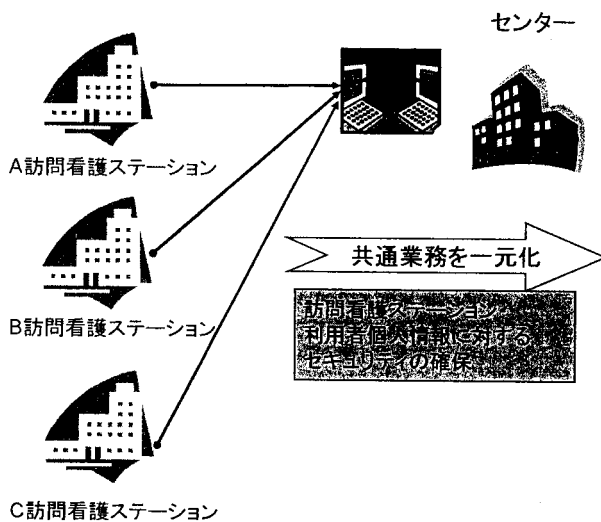 センター
A訪問看護ステーション
B訪問看護ステーション
C訪問看護ステーション
共通業務を一元化
訪問看護ステーション
利用者個人情報に対する
セキュリティの確保